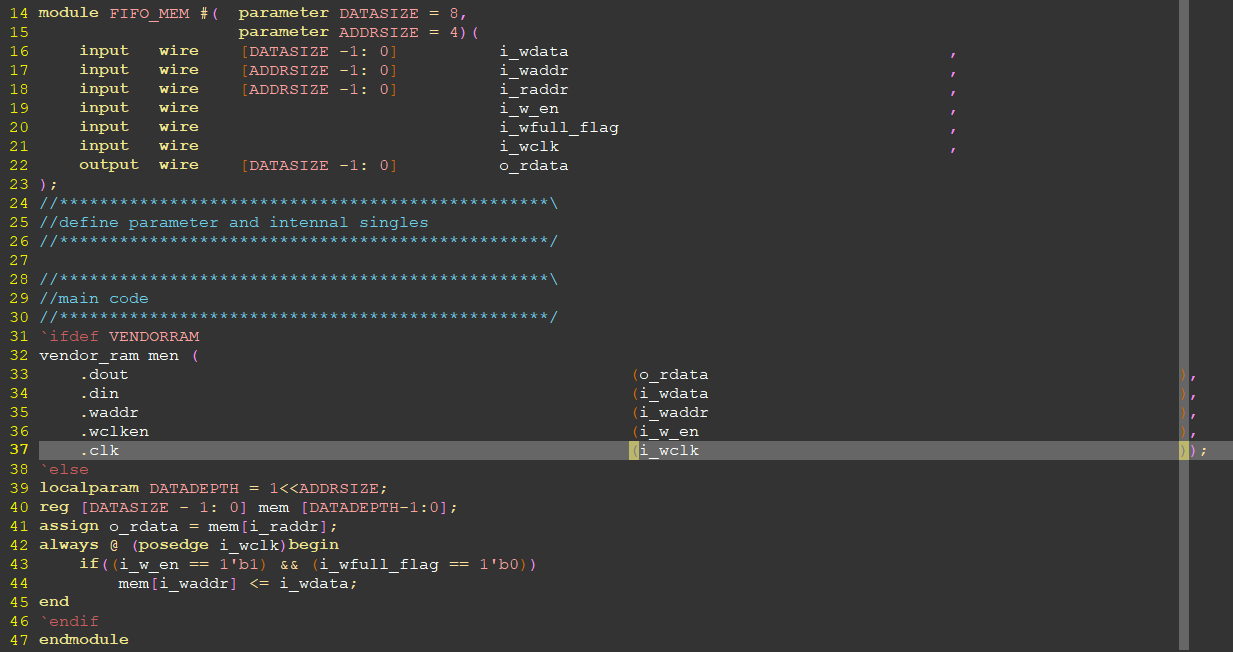 14 module FIFO_MEM #(  parameter DATASIZE = 8,
15                     parameter ADDRSIZE = 4)(
16     input   wire    [DATASIZE -1: 0]          i_wdata                                      ,
17     input   wire    [ADDRSIZE -1: 0]          i_waddr                                      ,
18     input   wire    [ADDRSIZE -1: 0]          i_raddr                                      ,
19     input   wire                              i_w_en                                       ,
20     input   wire                              i_wfull_flag                                 ,
21     input   wire                              i_wclk                                       ,
22     output  wire    [DATASIZE -1: 0]          o_rdata
23 );
24 //*************************************************\
25 //define parameter and intennal singles
26 //*************************************************/
27
28 //*************************************************\
29 //main code
30 //*************************************************/
31 `ifdef VENDORRAM
32 vendor_ram men (
33     .dout                                                  (o_rdata                                               ),
34     .din                                                   (i_wdata                                               ),
35     .waddr                                                 (i_waddr                                               ),
36     .wclken                                                (i_w_en                                                ),
37     .clk                                                   (i_wclk                                                ));
38 `else
39 localparam DATADEPTH = 1<<ADDRSIZE;
40 reg [DATASIZE - 1: 0] mem [DATADEPTH-1:0];
41 assign o_rdata = mem[i_raddr];
42 always @ (posedge i_wclk)begin
43     if((i_w_en == 1'b1) && (i_wfull_flag == 1'b0))
44         mem[i_waddr] <= i_wdata;
45 end
46 `endif
47 endmodule